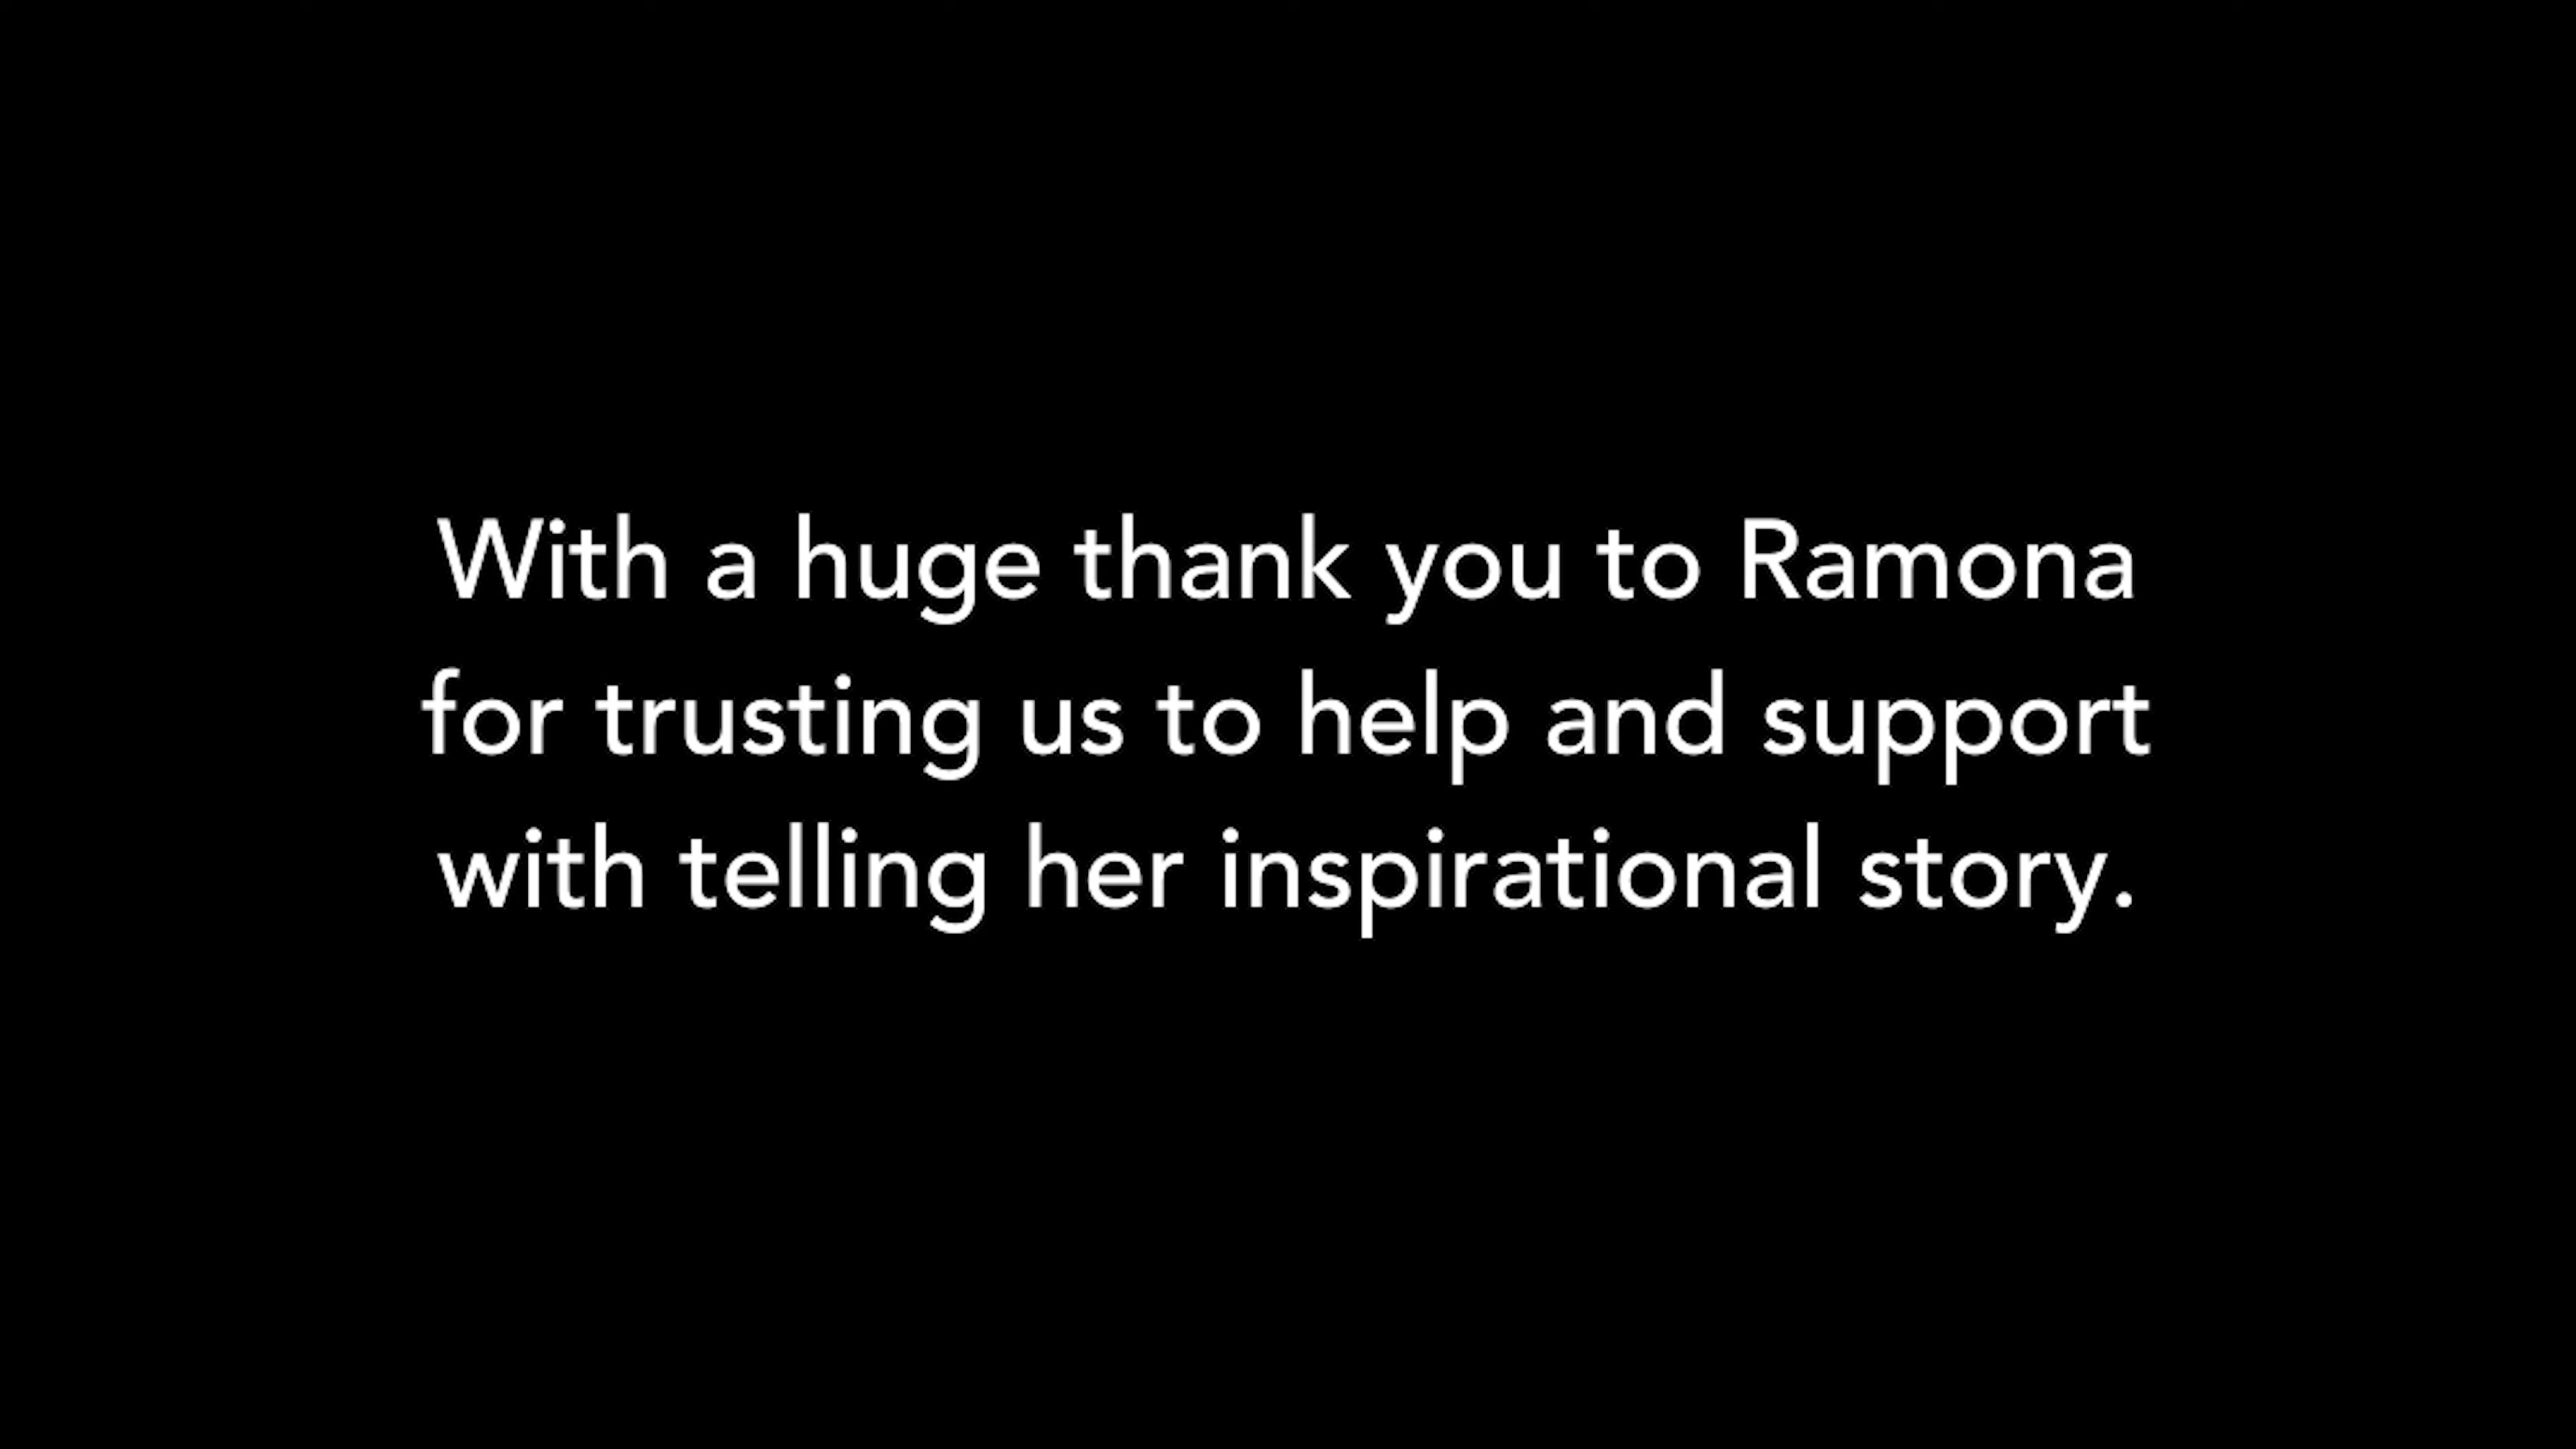 With a huge thank you to Ramona
for trusting us to help and support
with telling her inspirational story.